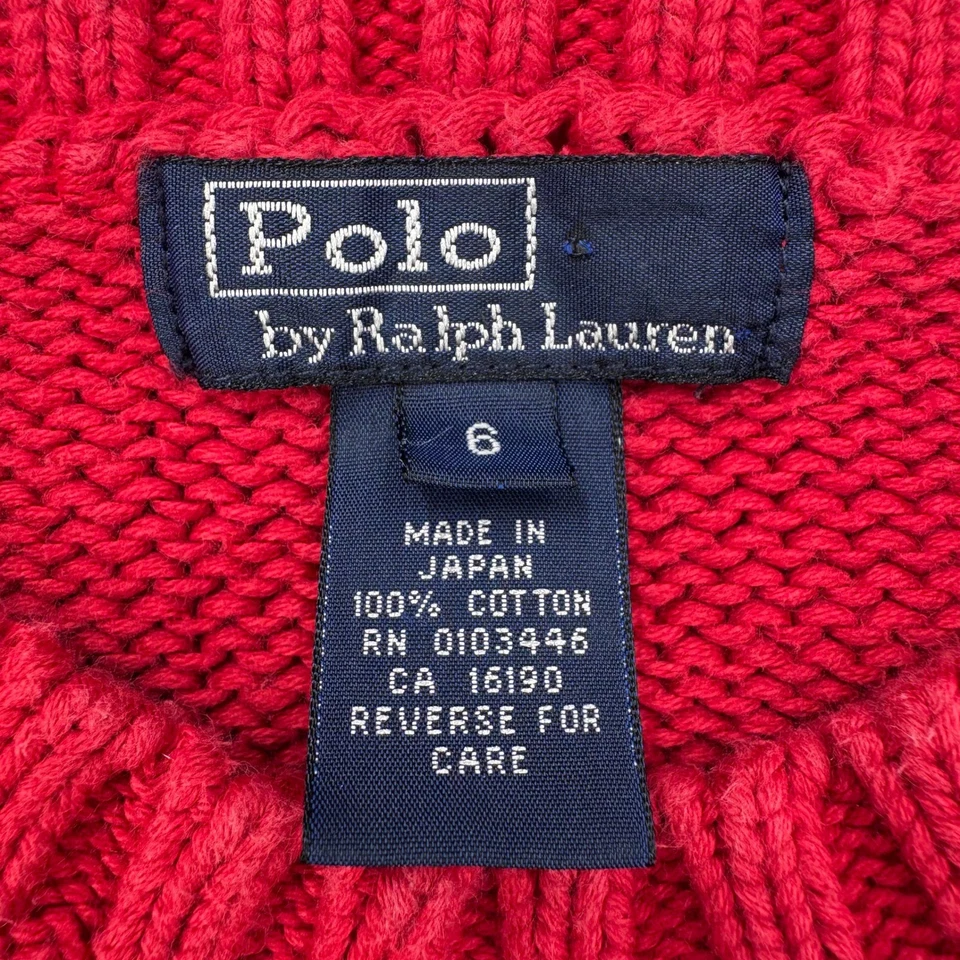 Polo
by Ralph Lauren
6
MADE IN
JAPAN
100% COTTON
RN 0103446
CA 16190
REVERSE FOR
CARE